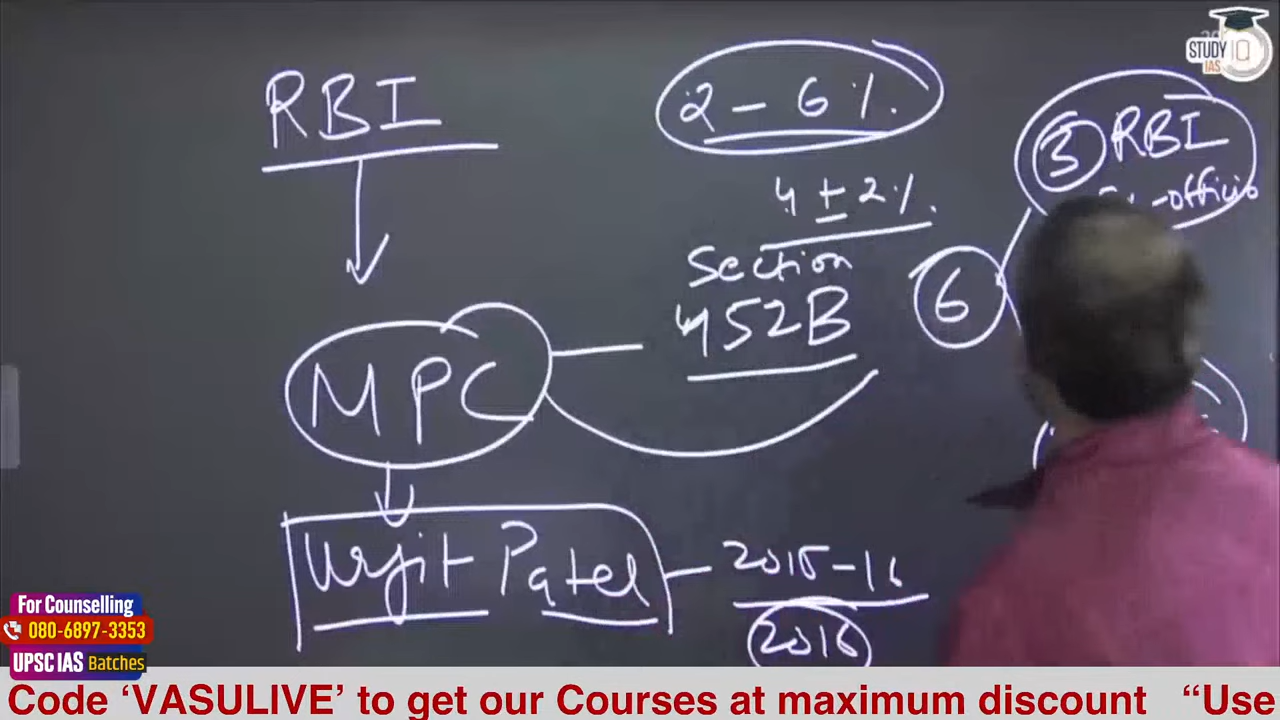 RBI
2 - 6 %.
4 ± 2 %.
Section
452B
6
3 RBI
-officio
MPC
Urjit Patel
2015-16
2016
STUDY IQ
IAS
For Counselling
080-6897-3353
UPSC IAS Batches
Code ‘VASULIVE’ to get our Courses at maximum discount “Use